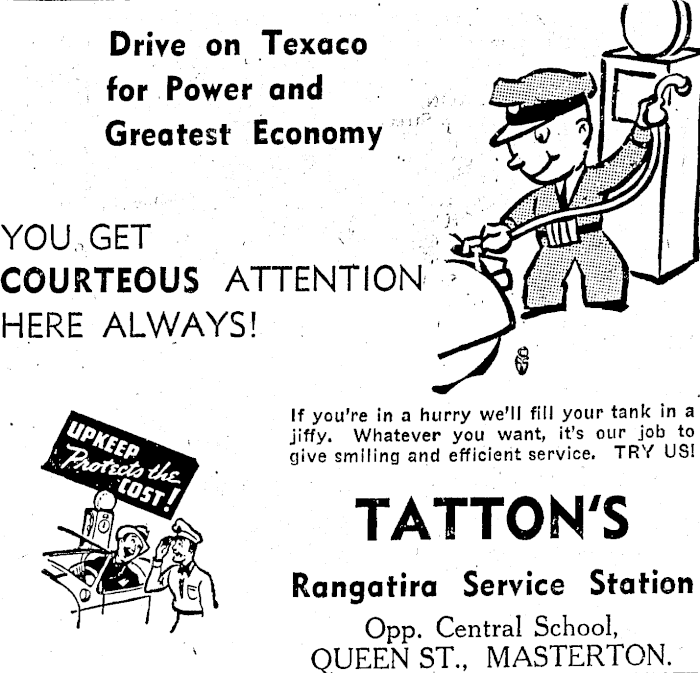 Drive on Texaco
for Power and
Greatest Economy
YOU GET
COURTEOUS ATTENTION
HERE ALWAYS!
If you're in a hurry we'll fill your tank in a
jiffy. Whatever you want, it's our job to
give smiling and efficient service. TRY US!
UPKEEP
Protects the
COST!
TATTON'S
Rangatira Service Station
Opp. Central School,
QUEEN ST., MASTERTON.